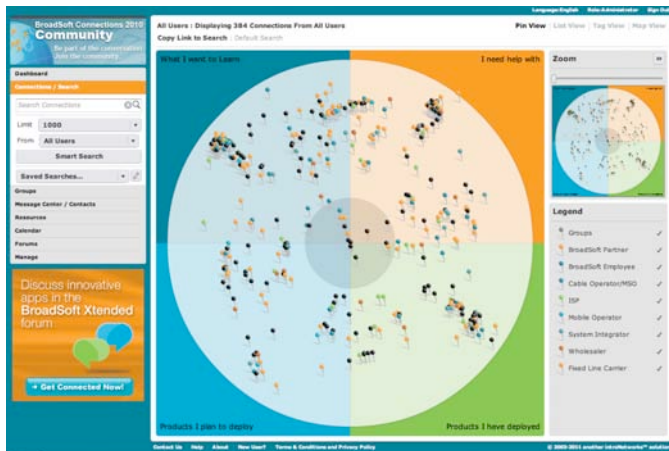 Language:English Role:Administrator Sign Out
BroadSoft Connections 2010
Community
Be part of the conversation
Join the community.
All Users : Displaying 384 Connections From All Users
Copy Link to Search | Default Search
Pin View | List View | Tag View | Map View
Dashboard
Connections / Search
Search Connections
Limit 1000
From All Users
Smart Search
Saved Searches...
Groups
Message Center / Contacts
Resources
Calendar
Forums
Manage
Discuss innovative
apps in the
BroadSoft Xtended
forum
Get Connected Now!
What I want to Learn
I need help with
Products I plan to deploy
Products I have deployed
Zoom
Legend
Groups
BroadSoft Partner
BroadSoft Employee
Cable Operator/MSO
ISP
Mobile Operator
System Integrator
Wholesaler
Fixed Line Carrier
Contact Us Help About New User? Terms & Conditions and Privacy Policy
© 2003-2011 another introNetworks™ solution